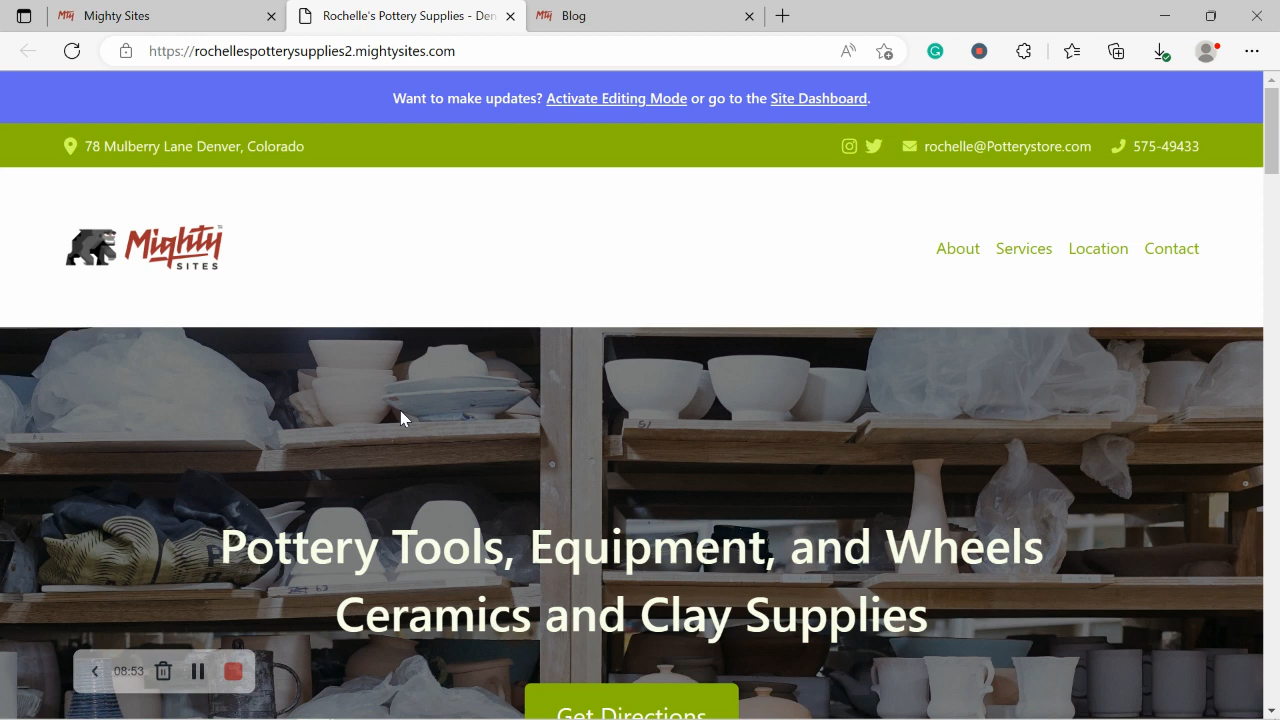 Mighty Sites
Rochelle's Pottery Supplies - Den
Blog
https://rochellespotterysupplies2.mightysites.com
Want to make updates? Activate Editing Mode or go to the Site Dashboard.
78 Mulberry Lane Denver, Colorado
rochelle@Potterystore.com
575-49433
Mighty
SITES
About
Services
Location
Contact
Pottery Tools, Equipment, and Wheels
Ceramics and Clay Supplies
08:53
Get Directions